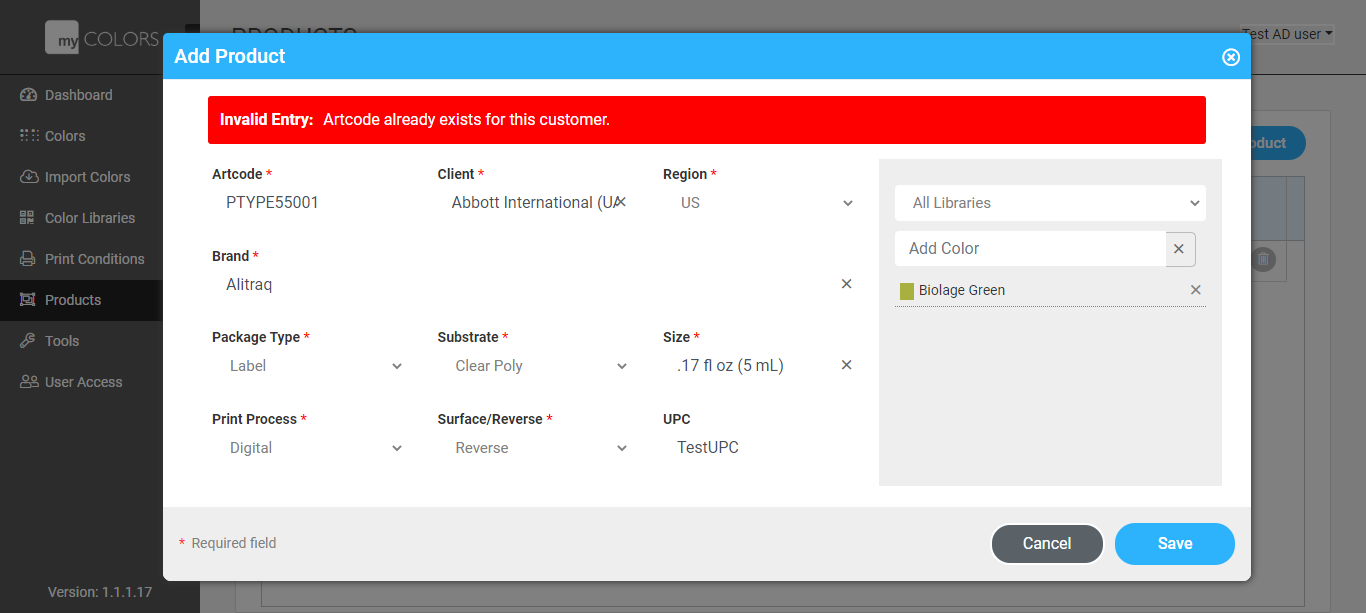 my COLORS
PRODUCTS
Test AD user
Dashboard
Colors
Import Colors
Color Libraries
Print Conditions
Products
Tools
User Access
Version: 1.1.1.17
Add Product
Invalid Entry: Artcode already exists for this customer.
Artcode *
PTYPE55001
Client *
Abbott International (UA
Region *
US
Brand *
Alitraq
Package Type *
Label
Substrate *
Clear Poly
Size *
.17 fl oz (5 mL)
Print Process *
Digital
Surface/Reverse *
Reverse
UPC
TestUPC
All Libraries
Add Color
Biolage Green
* Required field
Cancel
Save
oduct